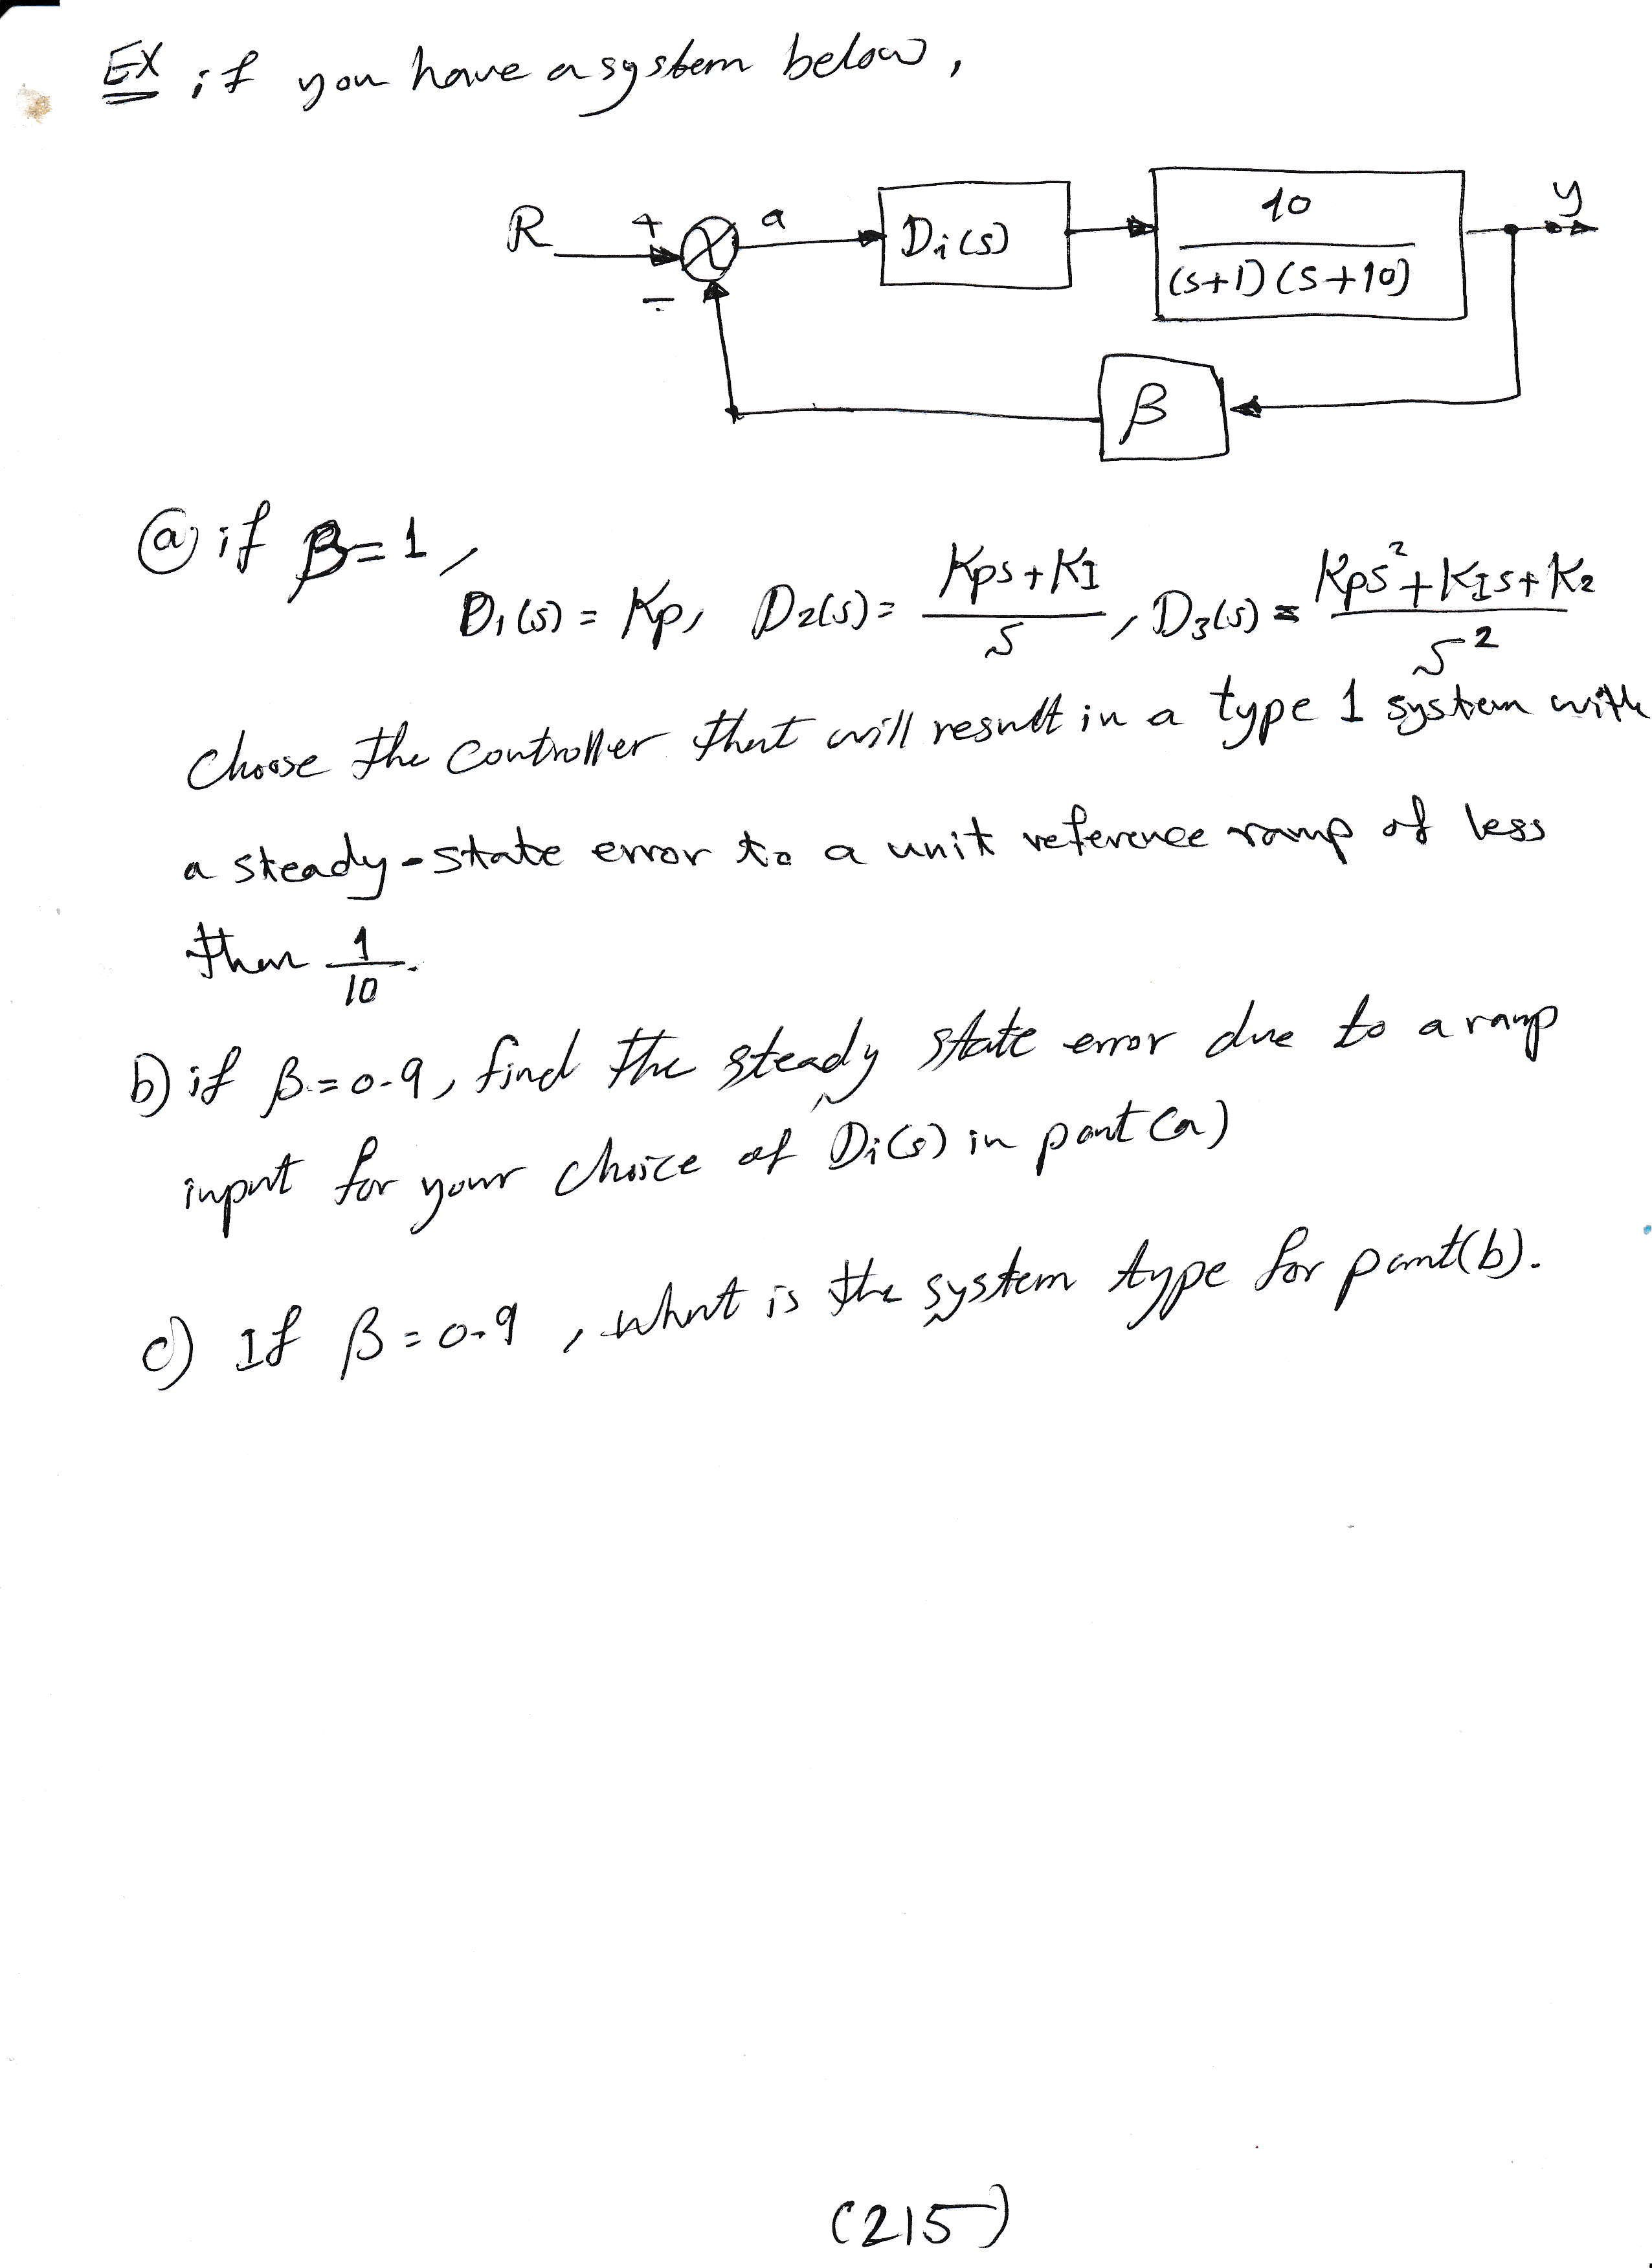 EX if you have a system below,
R + a Di(s) 10 y
(s+1)(s+10)
-
β
(a) if β=1,
D1(s) = Kp, D2(s) = Kps+KI / s , D3(s) = Kps²+KIs+K2 / s²
choose the controller that will result in a type 1 system with
a steady-state error to a unit reference ramp of less
then 1/10.
b) if β=0.9, find the steady state error due to a ramp
input for your choice of Di(s) in part (a)
c) If β=0.9, what is the system type for part (b).
(215)